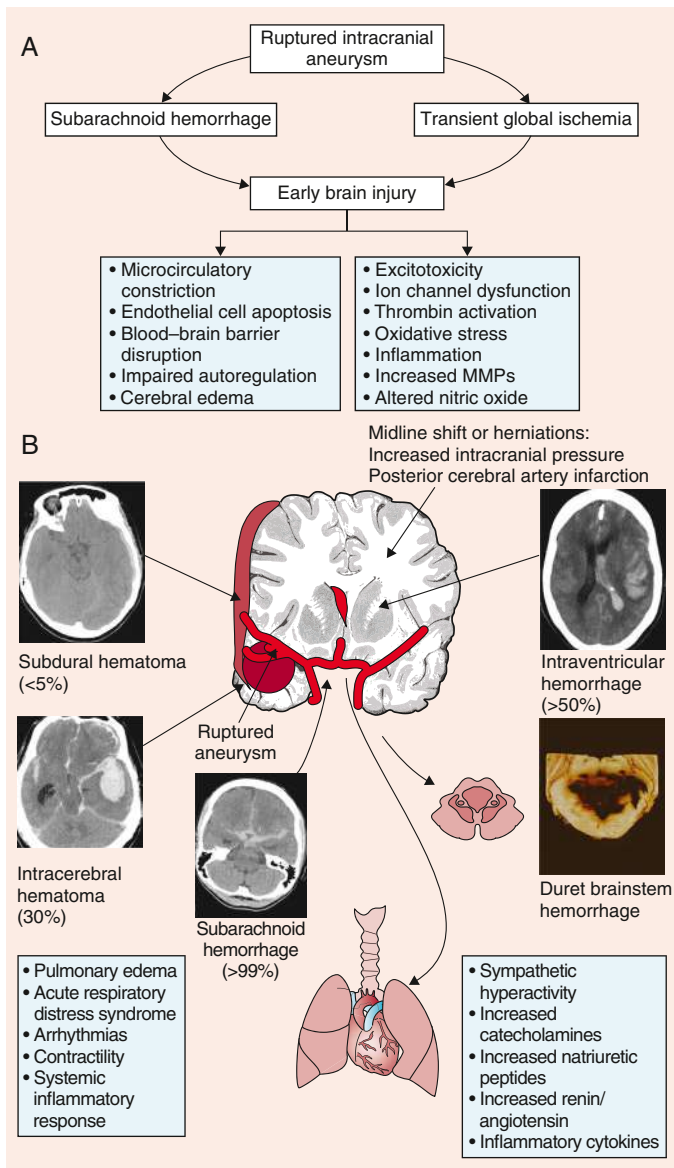 A
Ruptured intracranial
aneurysm
Subarachnoid hemorrhage
Transient global ischemia
Early brain injury
• Microcirculatory
constriction
• Endothelial cell apoptosis
• Blood–brain barrier
disruption
• Impaired autoregulation
• Cerebral edema
• Excitotoxicity
• Ion channel dysfunction
• Thrombin activation
• Oxidative stress
• Inflammation
• Increased MMPs
• Altered nitric oxide
B
Midline shift or herniations:
Increased intracranial pressure
Posterior cerebral artery infarction
Subdural hematoma
(<5%)
Intraventricular
hemorrhage
(>50%)
Ruptured
aneurysm
Intracerebral
hematoma
(30%)
Subarachnoid
hemorrhage
(>99%)
Duret brainstem
hemorrhage
• Pulmonary edema
• Acute respiratory
distress syndrome
• Arrhythmias
• Contractility
• Systemic
inflammatory
response
• Sympathetic
hyperactivity
• Increased
catecholamines
• Increased natriuretic
peptides
• Increased renin/
angiotensin
• Inflammatory cytokines